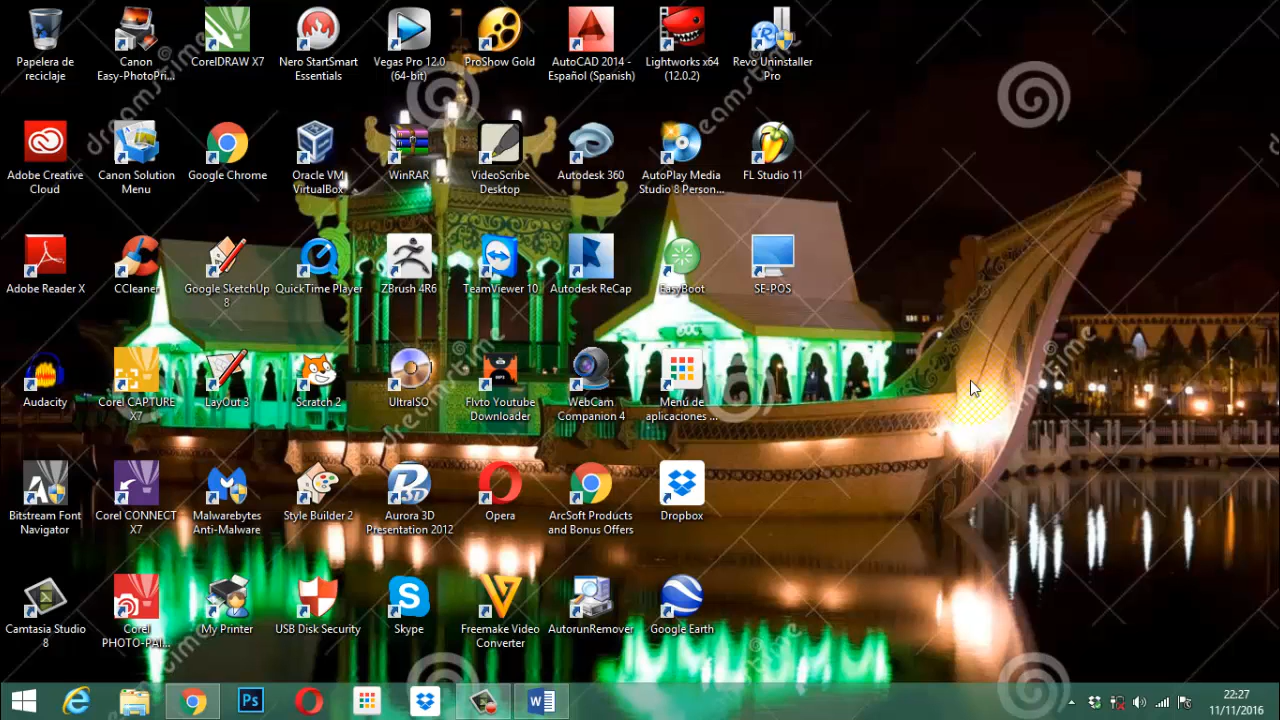 Papelera de
reciclaje
Canon
Easy-PhotoPri...
CorelDRAW X7
Nero StartSmart
Essentials
Vegas Pro 12.0
(64-bit)
ProShow Gold
AutoCAD 2014 -
Español (Spanish)
Lightworks x64
(12.0.2)
Revo Uninstaller
Pro
Adobe Creative
Cloud
Canon Solution
Menu
Google Chrome
Oracle VM
VirtualBox
WinRAR
VideoScribe
Desktop
Autodesk 360
AutoPlay Media
Studio 8 Person...
FL Studio 11
Adobe Reader X
CCleaner
Google SketchUp
8
QuickTime Player
ZBrush 4R6
TeamViewer 10
Autodesk ReCap
EasyBoot
SE-POS
Audacity
Corel CAPTURE
X7
LayOut 3
Scratch 2
UltraISO
Flvto Youtube
Downloader
WebCam
Companion 4
Menú de
aplicaciones ...
Bitstream Font
Navigator
Corel CONNECT
X7
Malwarebytes
Anti-Malware
Style Builder 2
Aurora 3D
Presentation 2012
Opera
ArcSoft Products
and Bonus Offers
Dropbox
Camtasia Studio
8
Corel
PHOTO-PAI...
My Printer
USB Disk Security
Skype
Freemake Video
Converter
AutorunRemover
Google Earth
dreamstime
dreamstime
dreamstime
Ps
22:27
11/11/2016